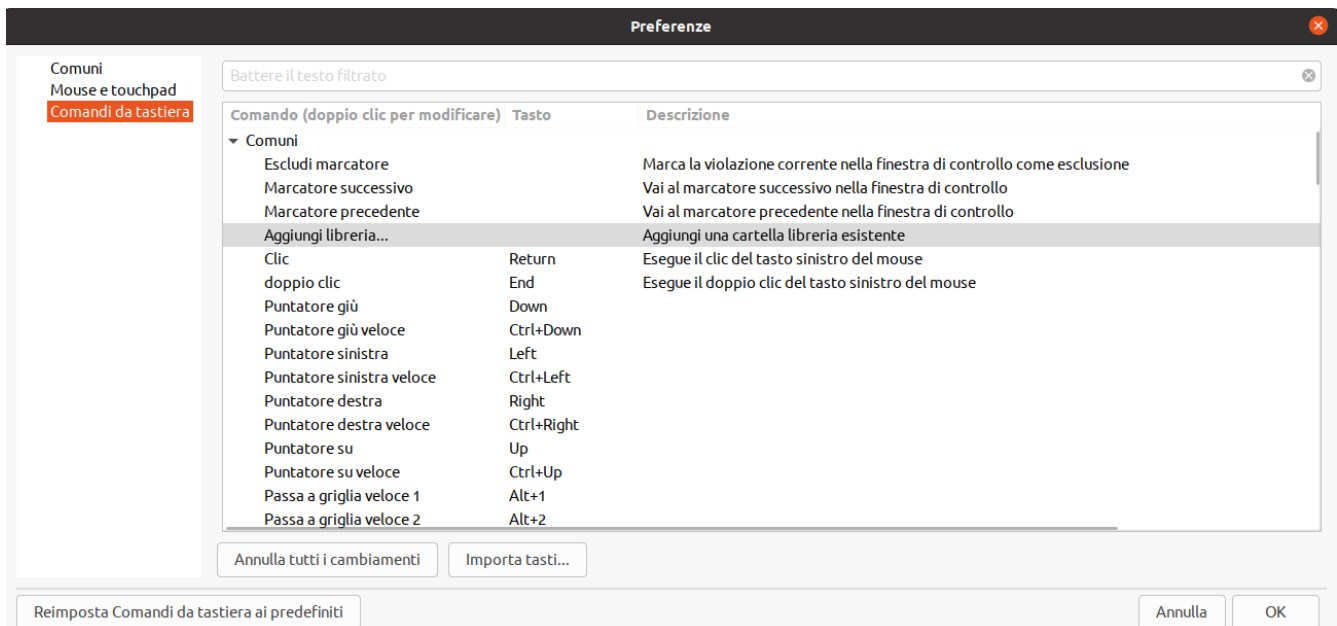 Preferenze
Comuni
Mouse e touchpad
Comandi da tastiera
Battere il testo filtrato
Comando (doppio clic per modificare) Tasto Descrizione
Comuni
Escludi marcatore Marca la violazione corrente nella finestra di controllo come esclusione
Marcatore successivo Vai al marcatore successivo nella finestra di controllo
Marcatore precedente Vai al marcatore precedente nella finestra di controllo
Aggiungi libreria... Aggiungi una cartella libreria esistente
Clic Return Esegue il clic del tasto sinistro del mouse
doppio clic End Esegue il doppio clic del tasto sinistro del mouse
Puntatore giù Down
Puntatore giù veloce Ctrl+Down
Puntatore sinistra Left
Puntatore sinistra veloce Ctrl+Left
Puntatore destra Right
Puntatore destra veloce Ctrl+Right
Puntatore su Up
Puntatore su veloce Ctrl+Up
Passa a griglia veloce 1 Alt+1
Passa a griglia veloce 2 Alt+2
Annulla tutti i cambiamenti Importa tasti...
Reimposta Comandi da tastiera ai predefiniti Annulla OK